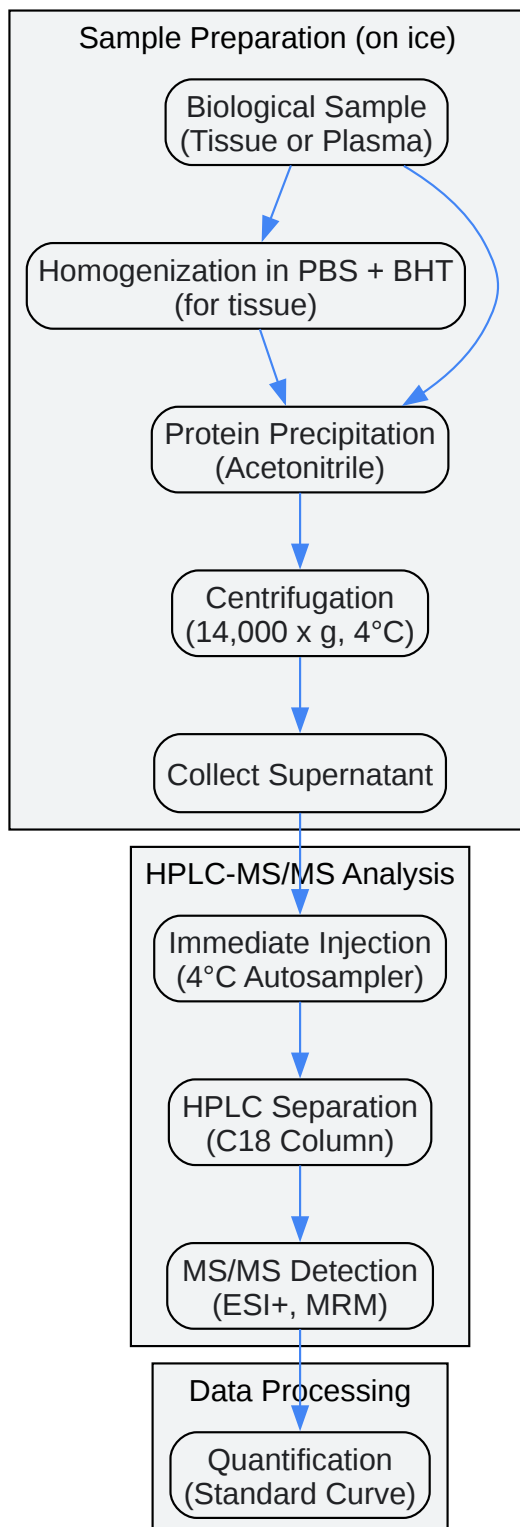 Sample Preparation (on ice)
Biological Sample
(Tissue or Plasma)
Homogenization in PBS + BHT
(for tissue)
Protein Precipitation
(Acetonitrile)
Centrifugation
(14,000 x g, 4°C)
Collect Supernatant
HPLC-MS/MS Analysis
Immediate Injection
(4°C Autosampler)
HPLC Separation
(C18 Column)
MS/MS Detection
(ESI+, MRM)
Data Processing
Quantification
(Standard Curve)